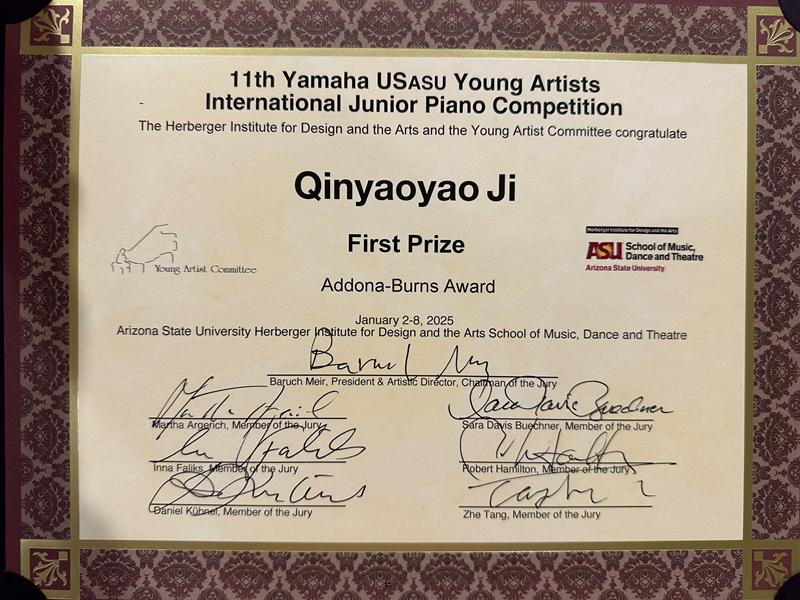 11th Yamaha USASU Young Artists
International Junior Piano Competition
The Herberger Institute for Design and the Arts and the Young Artist Committee congratulate
Qinyaoyao Ji
First Prize
Young Artist Committee
Herberger Institute for Design and the Arts
ASU School of Music,
Dance and Theatre
Arizona State University
Addona-Burns Award
January 2-8, 2025
Arizona State University Herberger Institute for Design and the Arts School of Music, Dance and Theatre
Baruch Meir, President & Artistic Director, Chairman of the Jury
Martha Argerich, Member of the Jury
Sara Davis Buechner
Sara Davis Buechner, Member of the Jury
Inna Faliks, Member of the Jury
Robert Hamilton, Member of the Jury
Daniel Kühnel, Member of the Jury
Zhe Tang, Member of the Jury